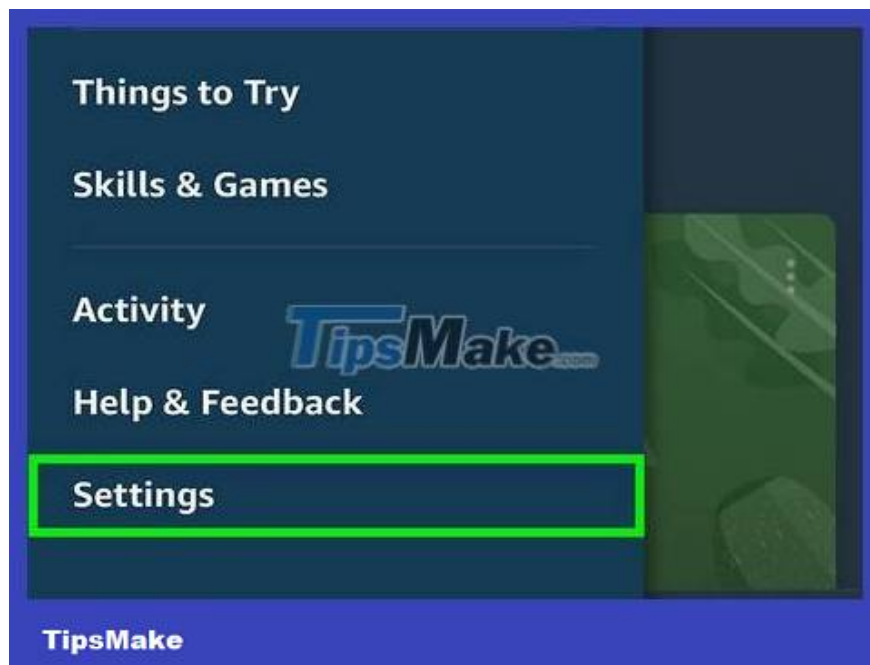 Things to Try
Skills & Games
Activity
TipsMake.com
Help & Feedback
Settings
TipsMake